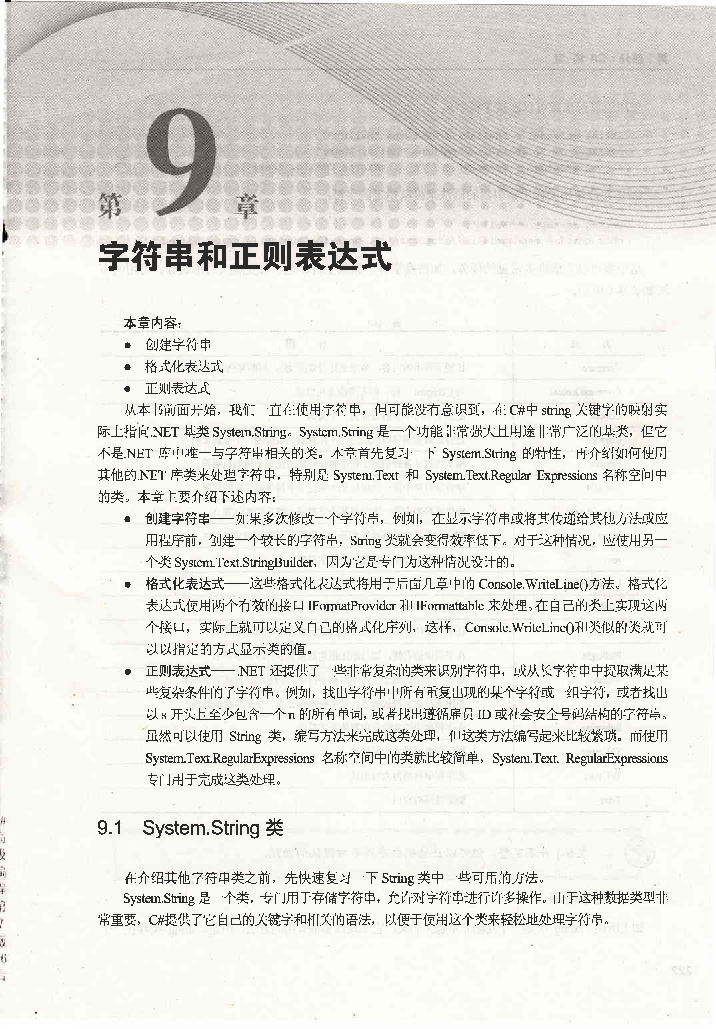 第 9 章
字符串和正则表达式
本章内容：
● 创建字符串
● 格式化表达式
● 正则表达式
从本书前面开始，我们一直在使用字符串，但可能没有意识到，在 C#中 string 关键字的映射实
际上指向.NET 基类 System.String。System.String 是一个功能非常强大且用途非常广泛的基类，但它
不是.NET 库中唯一与字符串相关的类。本章首先复习一下 System.String 的特性，再介绍如何使用
其他的.NET 库类来处理字符串，特别是 System.Text 和 System.Text.Regular Expressions 名称空间中
的类。本章主要介绍下述内容：
● 创建字符串——如果多次修改一个字符串，例如，在显示字符串或将其传递给其他方法或应
用程序前，创建一个较长的字符串，String 类就会变得效率低下。对于这种情况，应使用另一
个类 System.Text.StringBuilder，因为它是专门为这种情况设计的。
● 格式化表达式——这些格式化表达式将用于后面几章中的 Console.WriteLine()方法。格式化
表达式使用两个有效的接口 IFormatProvider 和 IFormattable 来处理，在自己的类上实现这两
个接口，实际上就可以定义自己的格式化序列，这样，Console.WriteLine()和类似的类就可
以以指定的方式显示类的值。
● 正则表达式——.NET 还提供了一些非常复杂的类来识别字符串，或从长字符串中提取满足某
些复杂条件的子字符串。例如，找出字符串中所有重复出现的某个字符或一组字符，或者找出
以 s 开头且至少包含一个 n 的所有单词，或者找出遵循雇员 ID 或社会安全号码结构的字符串。
虽然可以使用 String 类，编写方法来完成这类处理，但这类方法编写起来比较繁琐。而使用
System.Text.RegularExpressions 名称空间中的类就比较简单，System.Text. RegularExpressions
专门用于完成这类处理。
9.1 System.String 类
在介绍其他字符串类之前，先快速复习一下 String 类中一些可用的方法。
System.String 是一个类，专门用于存储字符串，允许对字符串进行许多操作。由于这种数据类型非
常重要，C#提供了它自己的关键字和相关的语法，以便于使用这个类来轻松地处理字符串。